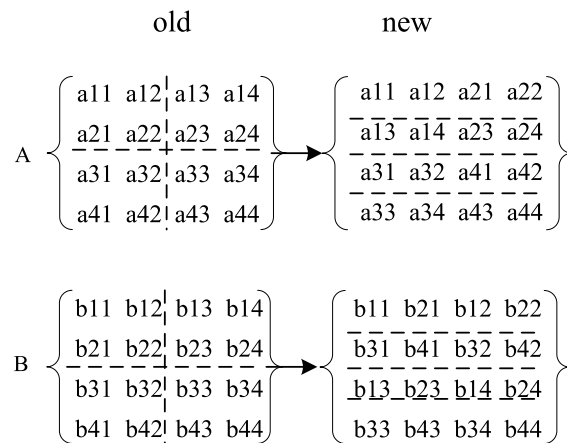 old new
a11 a12 a13 a14 a11 a12 a21 a22
a21 a22 a23 a24 a13 a14 a23 a24
A
a31 a32 a33 a34 a31 a32 a41 a42
a41 a42 a43 a44 a33 a34 a43 a44
b11 b12 b13 b14 b11 b21 b12 b22
b21 b22 b23 b24 b31 b41 b32 b42
B
b31 b32 b33 b34 b13 b23 b14 b24
b41 b42 b43 b44 b33 b43 b34 b44